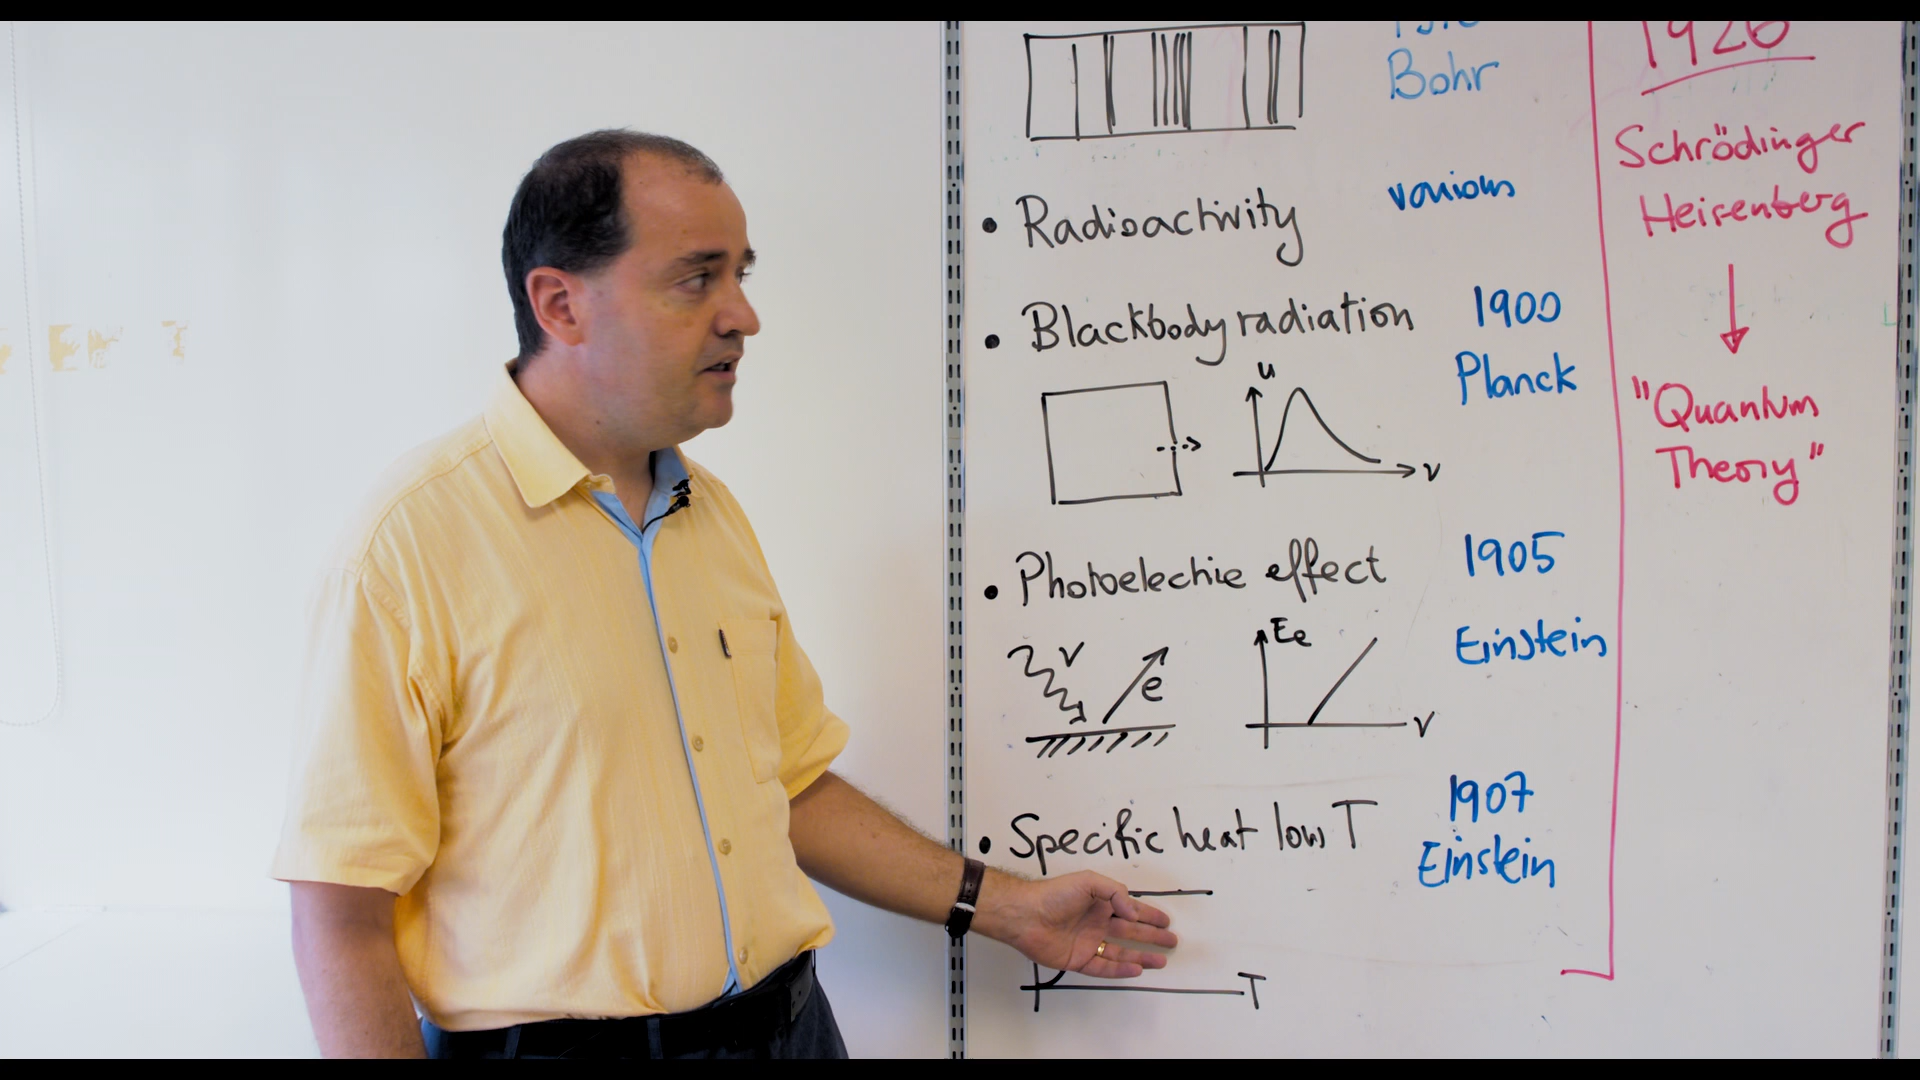 Bohr
• Radioactivity various
• Blackbody radiation 1900
Planck
u
ν
• Photoelectric effect 1905
Einstein
ν
e
Ee
ν
• Specific heat low T 1907
Einstein
T
1926
Schrödinger
Heisenberg
"Quantum
Theory"